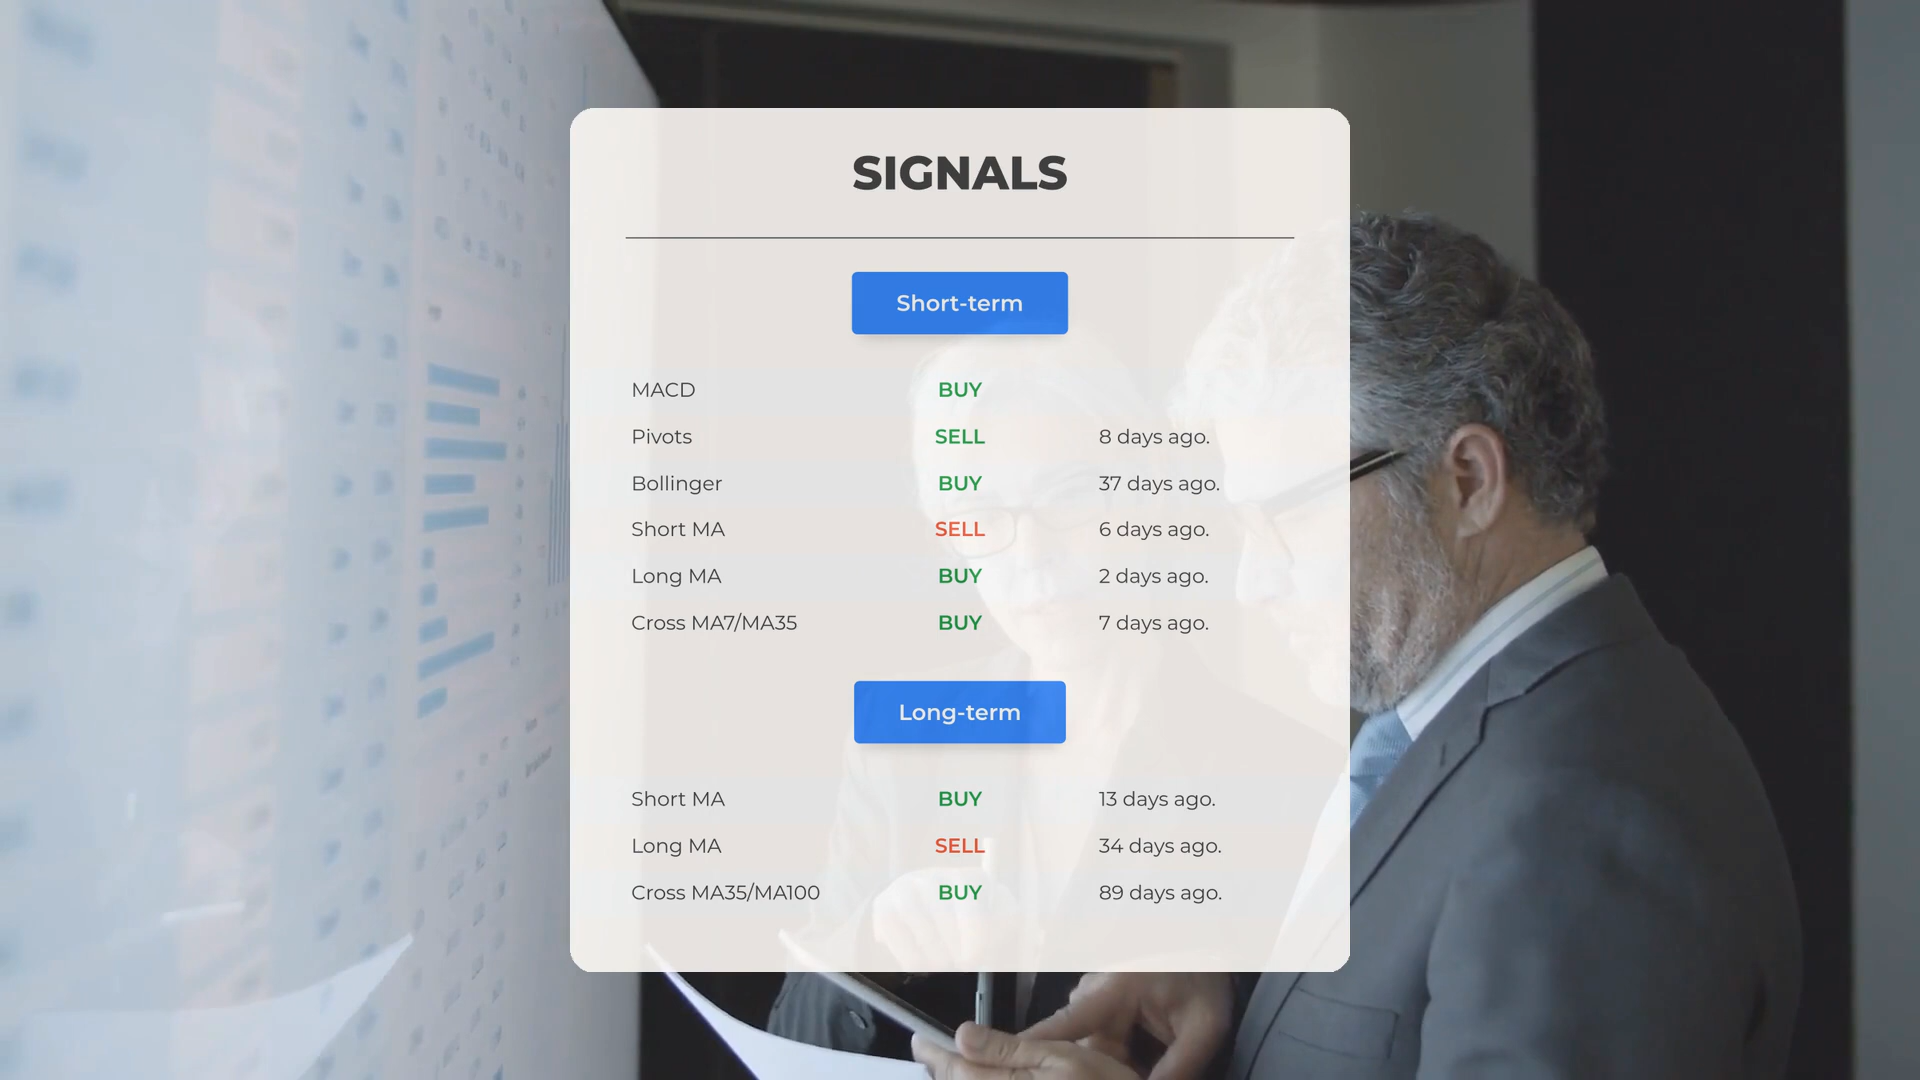 SIGNALS
Short-term
MACD BUY
Pivots SELL 8 days ago.
Bollinger BUY 37 days ago.
Short MA SELL 6 days ago.
Long MA BUY 2 days ago.
Cross MA7/MA35 BUY 7 days ago.
Long-term
Short MA BUY 13 days ago.
Long MA SELL 34 days ago.
Cross MA35/MA100 BUY 89 days ago.